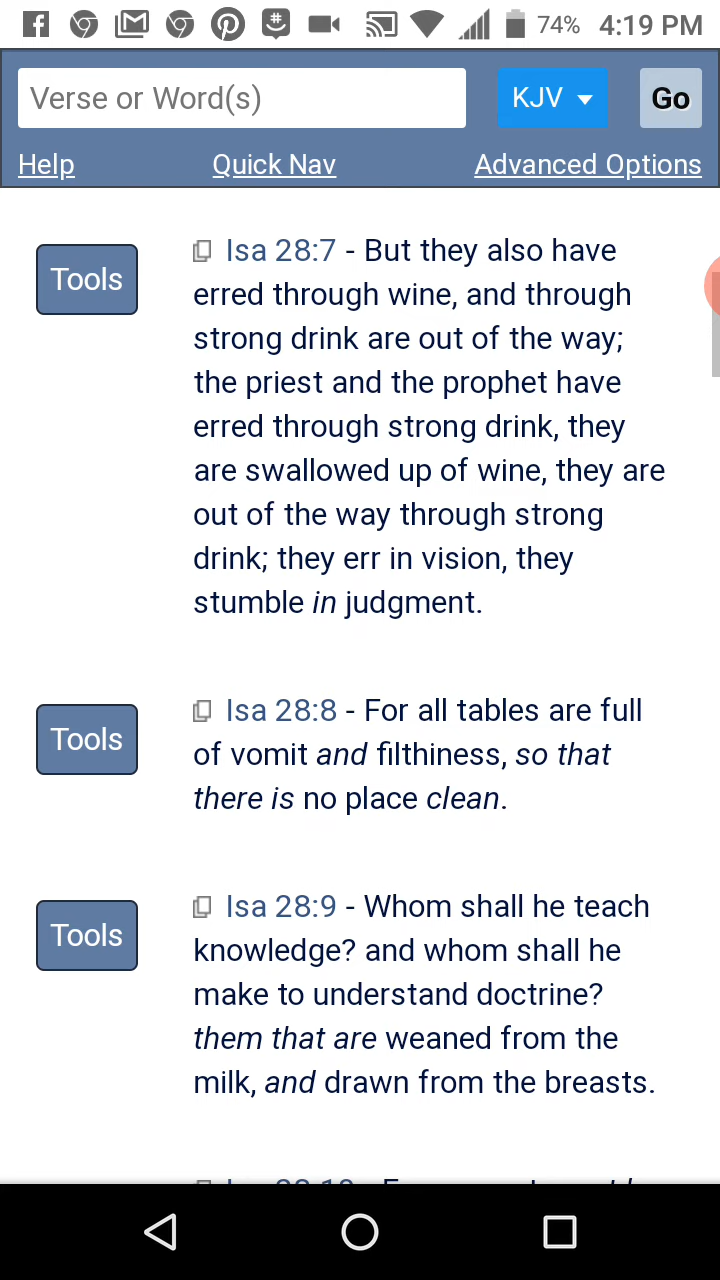 74% 4:19 PM
Verse or Word(s)
KJV
Go
Help Quick Nav Advanced Options
Tools
Isa 28:7 - But they also have
erred through wine, and through
strong drink are out of the way;
the priest and the prophet have
erred through strong drink, they
are swallowed up of wine, they are
out of the way through strong
drink; they err in vision, they
stumble in judgment.
Tools
Isa 28:8 - For all tables are full
of vomit and filthiness, so that
there is no place clean.
Tools
Isa 28:9 - Whom shall he teach
knowledge? and whom shall he
make to understand doctrine?
them that are weaned from the
milk, and drawn from the breasts.